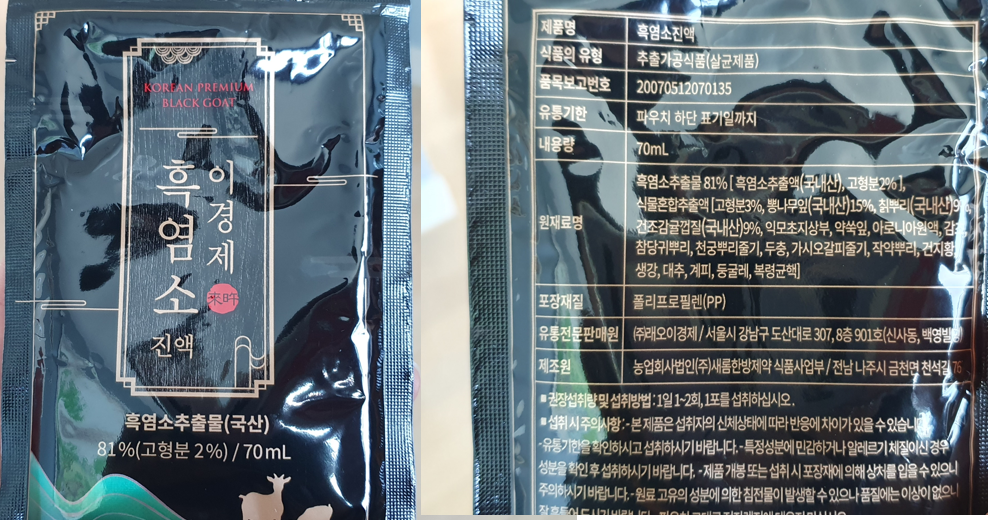 KOREAN PREMIUM
BLACK GOAT
이경제
흑염소
진액
来午
흑염소추출물(국산)
81%(고형분 2%) / 70mL
제품명 흑염소진액
식품의 유형 추출가공식품(살균제품)
품목보고번호 20070512070135
유통기한 파우치 하단 표기일까지
내용량 70mL
원재료명 흑염소추출물 81% [ 흑염소추출액(국내산), 고형분2% ],
식물혼합추출액 [고형분3%, 뽕나무잎(국내산)15%, 칡뿌리(국내산)
건조감귤껍질(국내산)9%, 익모초지상부, 약쑥잎, 아로니아원액, 감초
참당귀뿌리, 천궁뿌리줄기, 두충, 가시오갈피줄기, 작약뿌리, 건지황
생강, 대추, 계피, 둥굴레, 복령균핵]
포장재질 폴리프로필렌(PP)
유통전문판매원 ㈜래오이경제 / 서울시 강남구 도산대로 307, 8층 901호(신사동, 백영빌딩)
제조원 농업회사법인(주)새롬한방제약 식품사업부 / 전남 나주시 금천면 천석길 76
■ 권장섭취량 및 섭취방법 : 1일 1~2회, 1포를 섭취하십시오.
■ 섭취 시 주의사항 : - 본 제품은 섭취자의 신체상태에 따라 반응에 차이가 있을 수 있습니다.
-유통기한을 확인하시고 섭취하시기 바랍니다. - 특정성분에 민감하거나 알레르기 체질이신 경우
성분을 확인 후 섭취하시기 바랍니다. - 제품 개봉 또는 섭취 시 포장재에 의해 상처를 입을 수 있으니
주의하시기 바랍니다. - 원료 고유의 성분에 의한 침전물이 발생할 수 있으나 품질에는 이상이 없으니